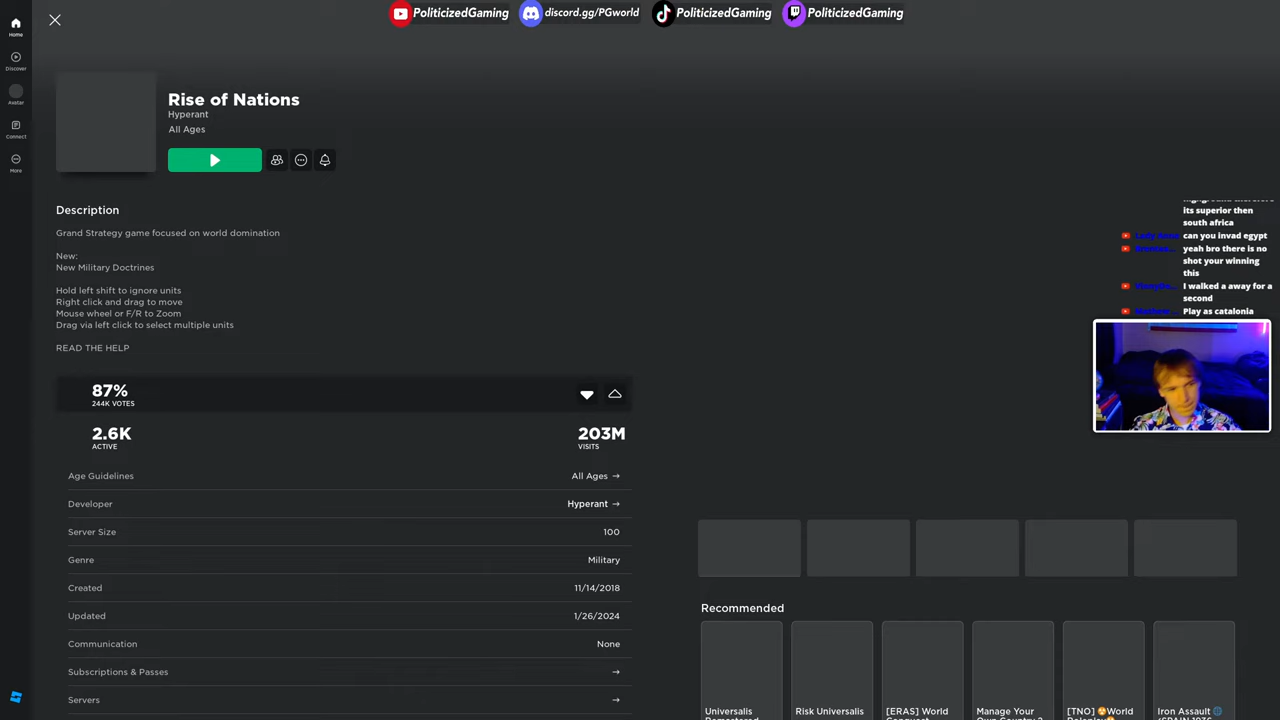 PoliticizedGaming
discord.gg/PGworld
PoliticizedGaming
PoliticizedGaming
Home
Discover
Avatar
Connect
More
Rise of Nations
Hyperant
All Ages
Description
Grand Strategy game focused on world domination
New:
New Military Doctrines
Hold left shift to ignore units
Right click and drag to move
Mouse wheel or F/R to Zoom
Drag via left click to select multiple units
READ THE HELP
87%
244K VOTES
2.6K
ACTIVE
203M
VISITS
Age Guidelines All Ages →
Developer Hyperant →
Server Size 100
Genre Military
Created 11/14/2018
Updated 1/26/2024
Communication None
Subscriptions & Passes →
Servers →
its superior then
south africa
can you invad egypt
yeah bro there is no
shot your winning
this
I walked a away for a
second
Play as catalonia
Recommended
Universalis
Risk Universalis
[ERAS] World
Manage Your
[TNO] World
Iron Assault